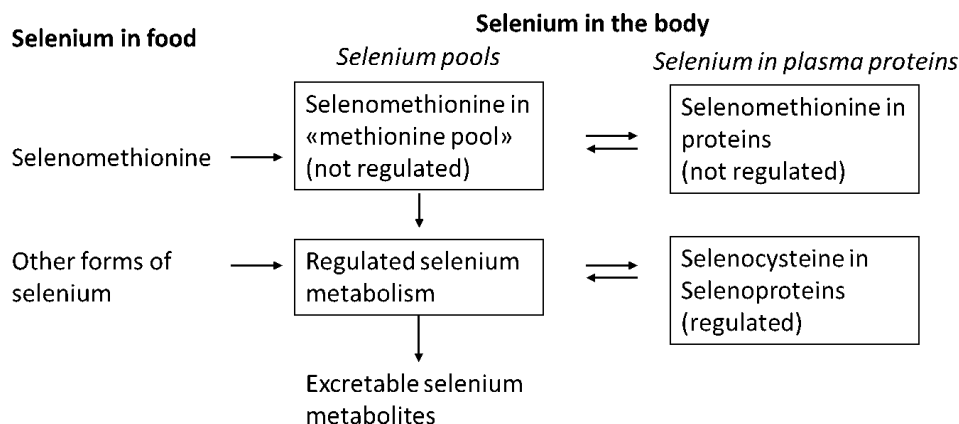 Selenium in food
Selenium in the body
Selenium pools
Selenium in plasma proteins
Selenomethionine
Selenomethionine in
«methionine pool»
(not regulated)
Selenomethionine in
proteins
(not regulated)
Other forms of
selenium
Regulated selenium
metabolism
Selenocysteine in
Selenoproteins
(regulated)
Excretable selenium
metabolites